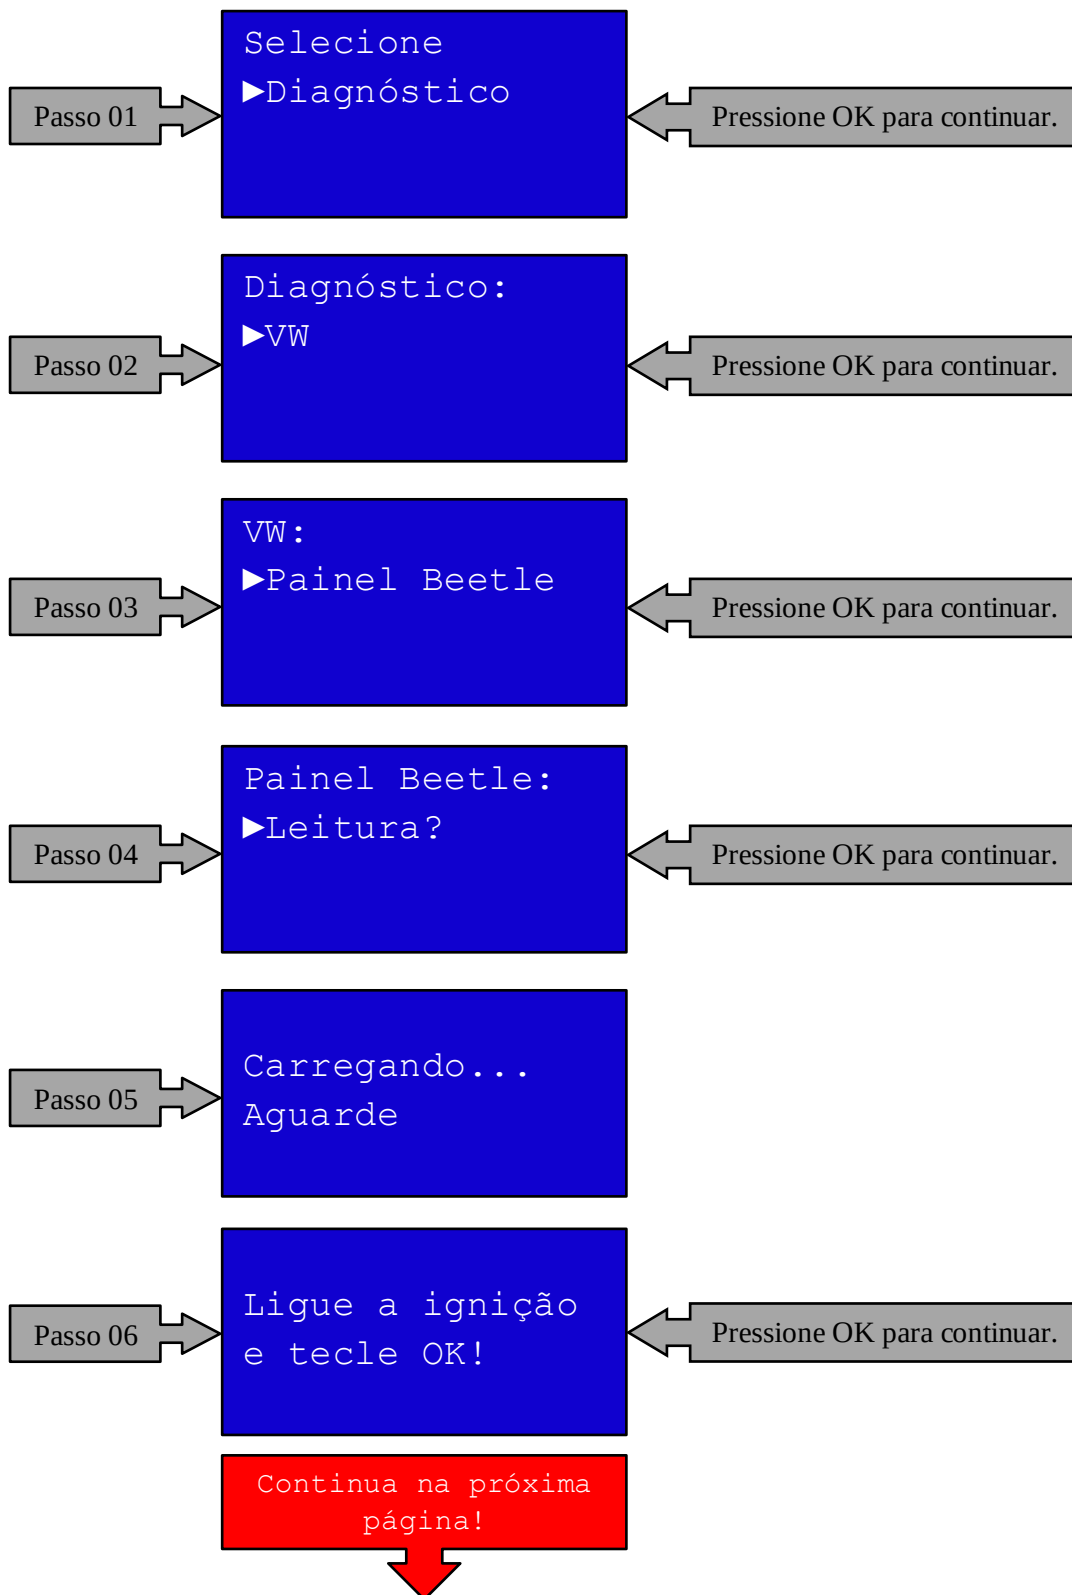 Selecione
►Diagnóstico
Passo 01
Pressione OK para continuar.
Diagnóstico:
►VW
Passo 02
Pressione OK para continuar.
VW:
►Painel Beetle
Passo 03
Pressione OK para continuar.
Painel Beetle:
►Leitura?
Passo 04
Pressione OK para continuar.
Carregando...
Aguarde
Passo 05
Ligue a ignição
e tecle OK!
Passo 06
Pressione OK para continuar.
Continua na próxima
página!